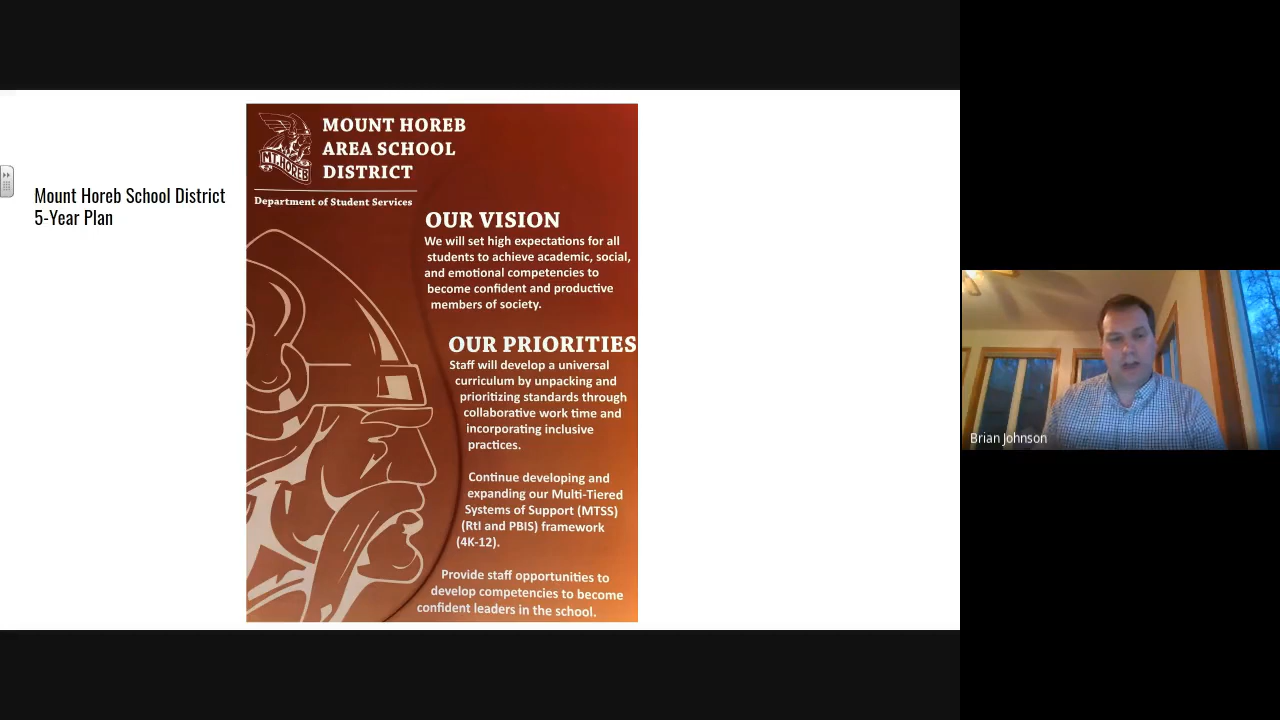 Mount Horeb School District
5-Year Plan
MT. HOREB
MOUNT HOREB
AREA SCHOOL
DISTRICT
Department of Student Services
OUR VISION
We will set high expectations for all
students to achieve academic, social,
and emotional competencies to
become confident and productive
members of society.
OUR PRIORITIES
Staff will develop a universal
curriculum by unpacking and
prioritizing standards through
collaborative work time and
incorporating inclusive
practices.
Continue developing and
expanding our Multi-Tiered
Systems of Support (MTSS)
(RtI and PBIS) framework
(4K-12).
Provide staff opportunities to
develop competencies to become
confident leaders in the school.
Brian Johnson